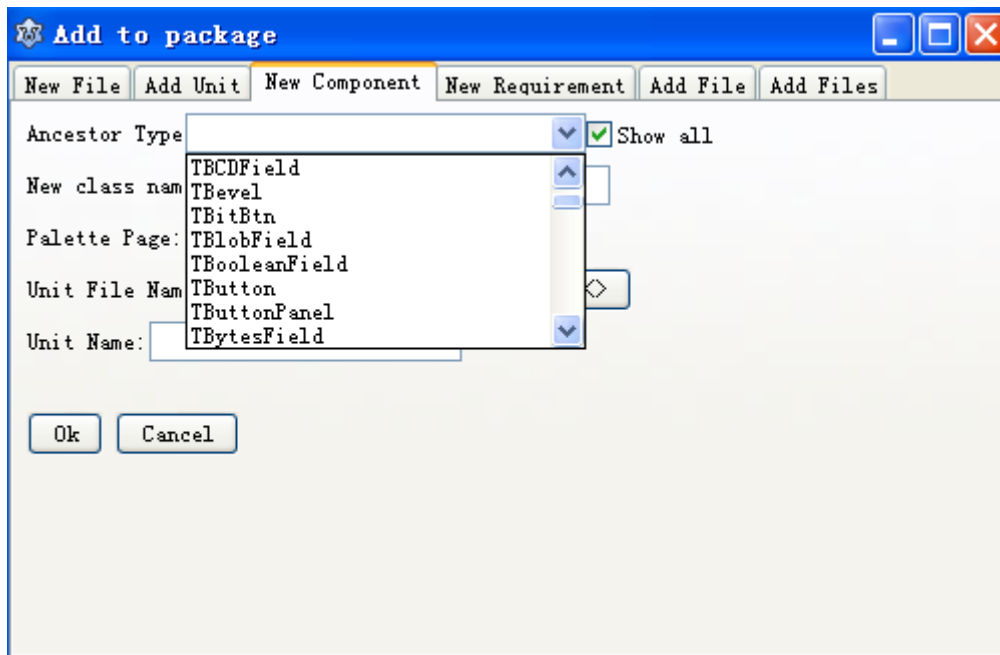 Add to package
New File Add Unit New Component New Requirement Add File Add Files
Ancestor Type Show all
TBCDField
New class nam
TBevel
TBitBtn
Palette Page:
TBlobField
TBooleanField
Unit File Nam
TButton
<>
TButtonPanel
Unit Name:
TBytesField
Ok Cancel